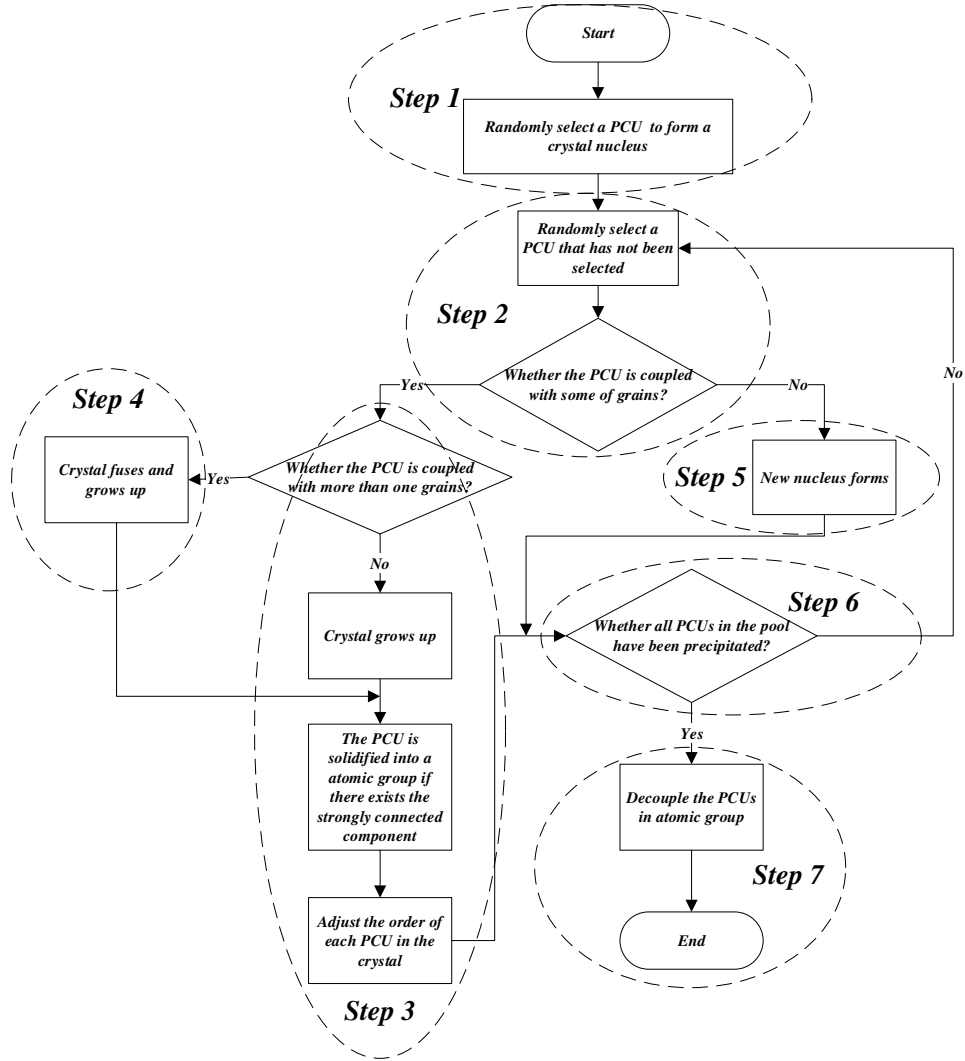 Start
Step 1
Randomly select a PCU to form a
crystal nucleus
Randomly select a
PCU that has not been
selected
Step 2
Whether the PCU is coupled
with some of grains?
Yes
No
No
Step 4
Crystal fuses and
grows up
Yes
Whether the PCU is coupled
with more than one grains?
Step 5
New nucleus forms
No
Step 6
Whether all PCUs in the pool
have been precipitated?
Crystal grows up
Yes
The PCU is
solidified into a
atomic group if
there exists the
strongly connected
component
Decouple the PCUs
in atomic group
Step 7
Adjust the order of
each PCU in the
crystal
End
Step 3